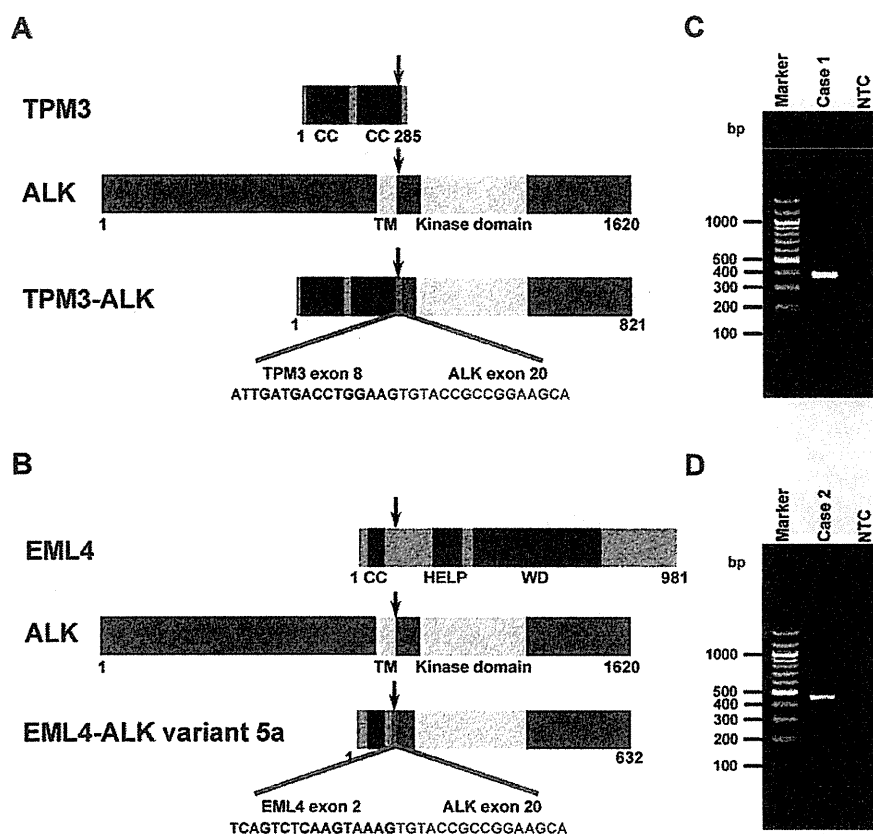 A
TPM3
1 CC CC 285
ALK
1 TM Kinase domain 1620
TPM3-ALK
1 821
TPM3 exon 8 ALK exon 20
ATTGATGACCTGGAAGTGTACCGCCGGAAGCA
B
EML4
1 CC HELP WD 981
ALK
1 TM Kinase domain 1620
EML4-ALK variant 5a
1 632
EML4 exon 2 ALK exon 20
TCAGTCTCAAGTAAAGTGTACCGCCGGAAGCA
C
Marker
Case 1
NTC
bp
1000
500
400
300
200
100
D
Marker
Case 2
NTC
bp
1000
500
400
300
200
100